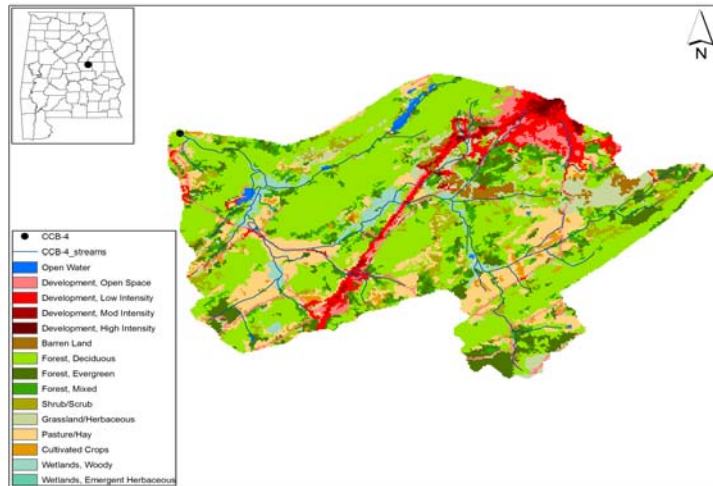 N
CCB-4
CCB-4_streams
Open Water
Development, Open Space
Development, Low Intensity
Development, Mod Intensity
Development, High Intensity
Barren Land
Forest, Deciduous
Forest, Evergreen
Forest, Mixed
Shrub/Scrub
Grassland/Herbaceous
Pasture/Hay
Cultivated Crops
Wetlands, Woody
Wetlands, Emergent Herbaceous